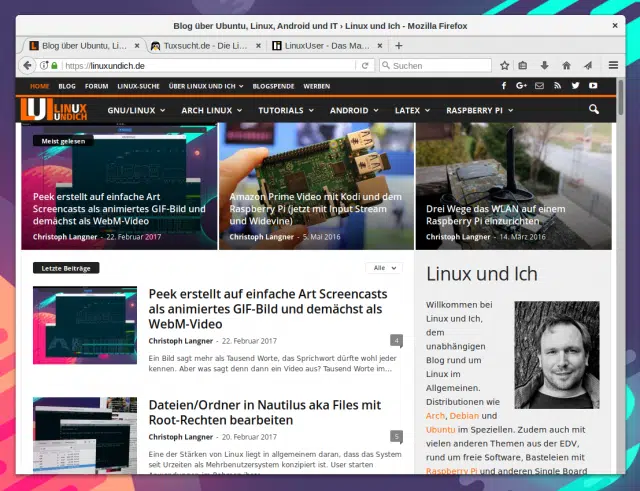 Blog über Ubuntu, Linux, Android und IT › Linux und Ich - Mozilla Firefox
Blog über Ubuntu, Li…
Tuxsucht.de - Die Li…
LinuxUser - Das Ma…
https://linuxundich.de
Suchen
HOME BLOG FORUM LINUX-SUCHE ÜBER LINUX UND ICH BLOGSPENDE WERBEN
LUI LINUX UNDICH
GNU/LINUX ARCH LINUX TUTORIALS ANDROID LATEX RASPBERRY PI
Meist gelesen
Peek erstellt auf einfache Art
Screencasts als animiertes GIF-Bild und
demächst als WebM-Video
Christoph Langner - 22. Februar 2017
Amazon Prime Video mit Kodi und dem
Raspberry Pi (jetzt mit Input Stream
und Widevine)
Christoph Langner - 5. Mai 2016
Drei Wege das WLAN auf einem
Raspberry Pi einzurichten
Christoph Langner - 14. März 2016
Letzte Beiträge
Alle
Peek erstellt auf einfache Art Screencasts
als animiertes GIF-Bild und demächst als
WebM-Video
Christoph Langner - 22. Februar 2017
4
Ein Bild sagt mehr als Tausend Worte, das Sprichwort dürfte wohl jeder
kennen. Aber was sagt denn dann ein Video aus? Tausend Worte im...
Dateien/Ordner in Nautilus aka Files mit
Root-Rechten bearbeiten
Christoph Langner - 20. Februar 2017
5
Eine der Stärken von Linux liegt in allgemeinem daran, dass das System
seit Urzeiten als Mehrbenutzersystem konzipiert ist. User starten
Linux und Ich
Willkommen bei
Linux und Ich,
dem
unabhängigen
Blog rund um
Linux im
Allgemeinen.
Distributionen wie
Arch, Debian und
Ubuntu im Speziellen. Zudem auch mit
vielen anderen Themen aus der EDV,
rund um freie Software, Basteleien mit
Raspberry Pi und anderen Single Board